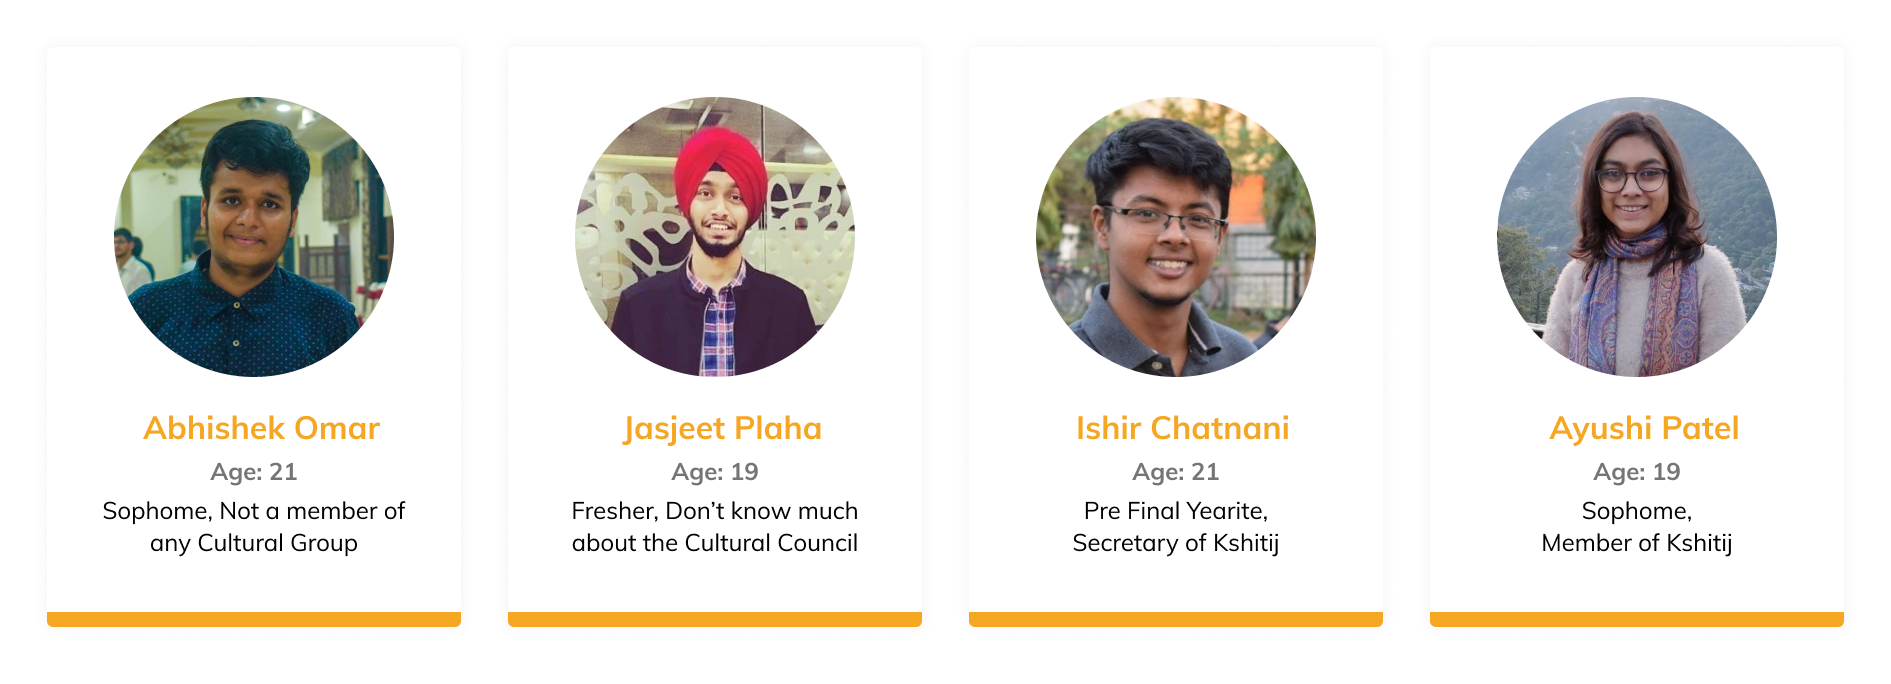 Abhishek Omar
Age: 21
Sophome, Not a member of
any Cultural Group
Jasjeet Plaha
Age: 19
Fresher, Don’t know much
about the Cultural Council
Ishir Chatnani
Age: 21
Pre Final Yearite,
Secretary of Kshitij
Ayushi Patel
Age: 19
Sophome,
Member of Kshitij